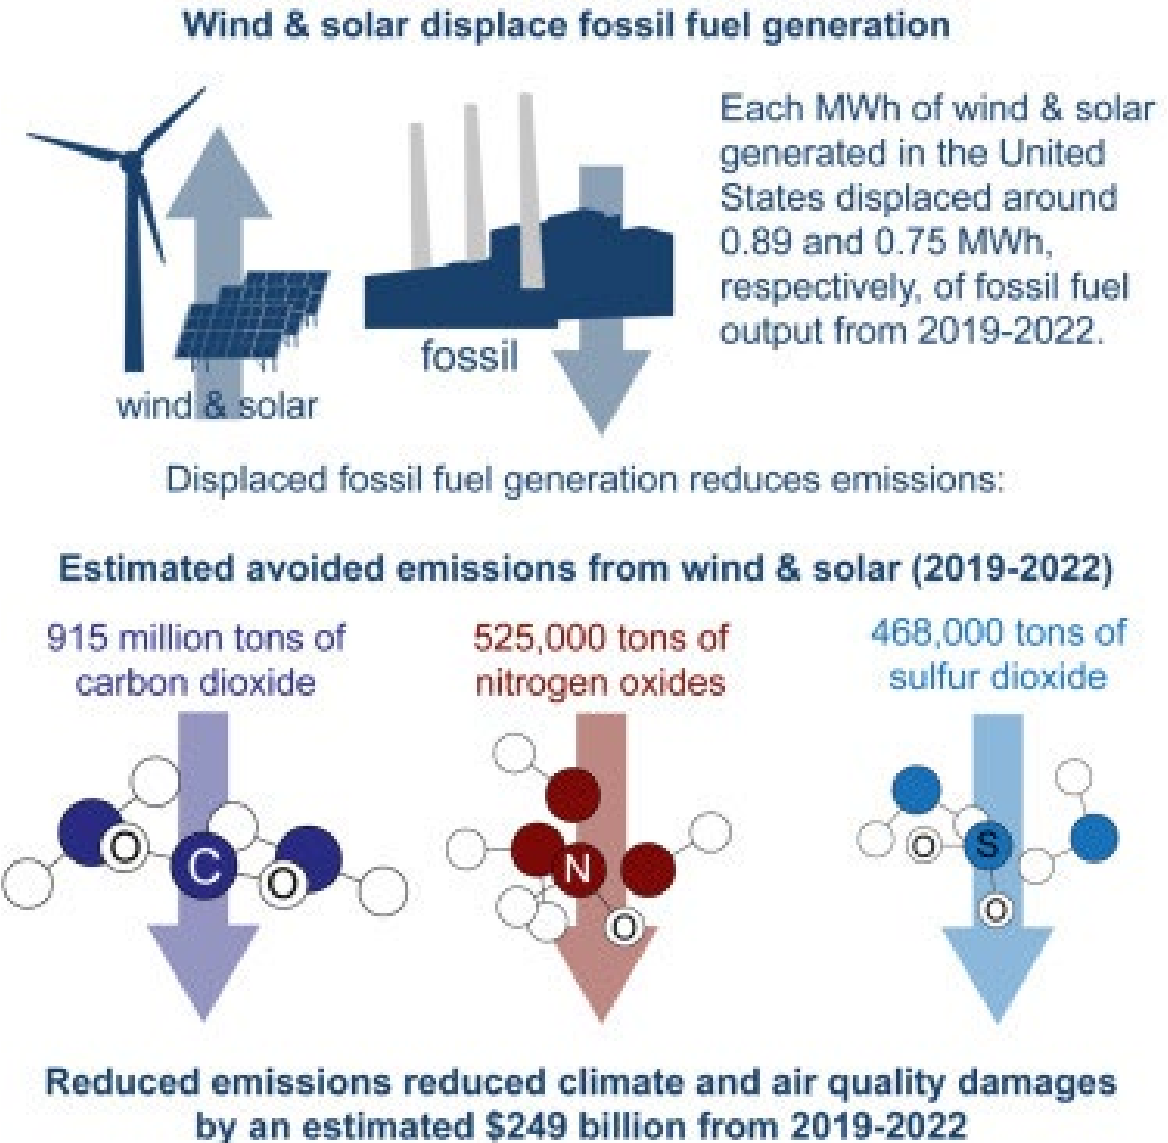 Wind & solar displace fossil fuel generation
Each MWh of wind & solar
generated in the United
States displaced around
0.89 and 0.75 MWh,
respectively, of fossil fuel
output from 2019-2022.
fossil
wind & solar
Displaced fossil fuel generation reduces emissions:
Estimated avoided emissions from wind & solar (2019-2022)
915 million tons of
carbon dioxide
525,000 tons of
nitrogen oxides
468,000 tons of
sulfur dioxide
O C O
N O
O S O
Reduced emissions reduced climate and air quality damages
by an estimated $249 billion from 2019-2022